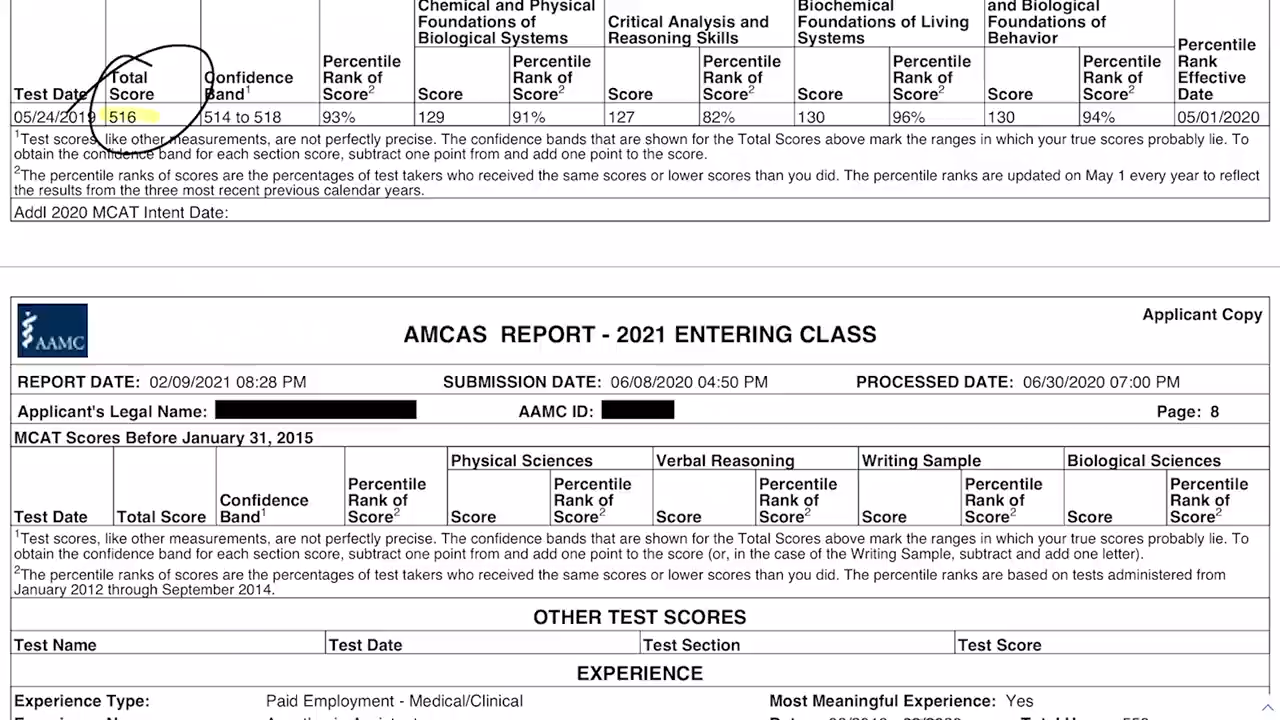 Chemical and Physical Foundations of Biological Systems
Critical Analysis and Reasoning Skills
Biochemical Foundations of Living Systems
and Biological Foundations of Behavior
Test Date Total Score Confidence Band1 Percentile Rank of Score2 Score Percentile Rank of Score2 Score Percentile Rank of Score2 Score Percentile Rank of Score2 Score Percentile Rank of Score2 Percentile Rank Effective Date
05/24/2019 516 514 to 518 93% 129 91% 127 82% 130 96% 130 94% 05/01/2020
1Test scores, like other measurements, are not perfectly precise. The confidence bands that are shown for the Total Scores above mark the ranges in which your true scores probably lie. To
obtain the confidence band for each section score, subtract one point from and add one point to the score.
2The percentile ranks of scores are the percentages of test takers who received the same scores or lower scores than you did. The percentile ranks are updated on May 1 every year to reflect
the results from the three most recent previous calendar years.
Addl 2020 MCAT Intent Date:
AAMC
AMCAS REPORT - 2021 ENTERING CLASS
Applicant Copy
REPORT DATE: 02/09/2021 08:28 PM SUBMISSION DATE: 06/08/2020 04:50 PM PROCESSED DATE: 06/30/2020 07:00 PM
Applicant's Legal Name: AAMC ID: Page: 8
MCAT Scores Before January 31, 2015
Physical Sciences Verbal Reasoning Writing Sample Biological Sciences
Test Date Total Score Confidence Band1 Percentile Rank of Score2 Score Percentile Rank of Score2 Score Percentile Rank of Score2 Score Percentile Rank of Score2 Score Percentile Rank of Score2
1Test scores, like other measurements, are not perfectly precise. The confidence bands that are shown for the Total Scores above mark the ranges in which your true scores probably lie. To
obtain the confidence band for each section score, subtract one point from and add one point to the score (or, in the case of the Writing Sample, subtract and add one letter).
2The percentile ranks of scores are the percentages of test takers who received the same scores or lower scores than you did. The percentile ranks are based on tests administered from
January 2012 through September 2014.
OTHER TEST SCORES
Test Name Test Date Test Section Test Score
EXPERIENCE
Experience Type: Paid Employment - Medical/Clinical Most Meaningful Experience: Yes